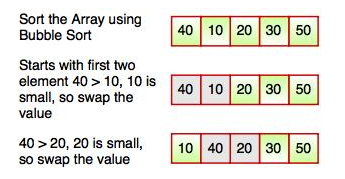 Sort the Array using
Bubble Sort
40 10 20 30 50
Starts with first two
element 40 > 10, 10 is
small, so swap the
value
40 10 20 30 50
40 > 20, 20 is small,
so swap the value
10 40 20 30 50